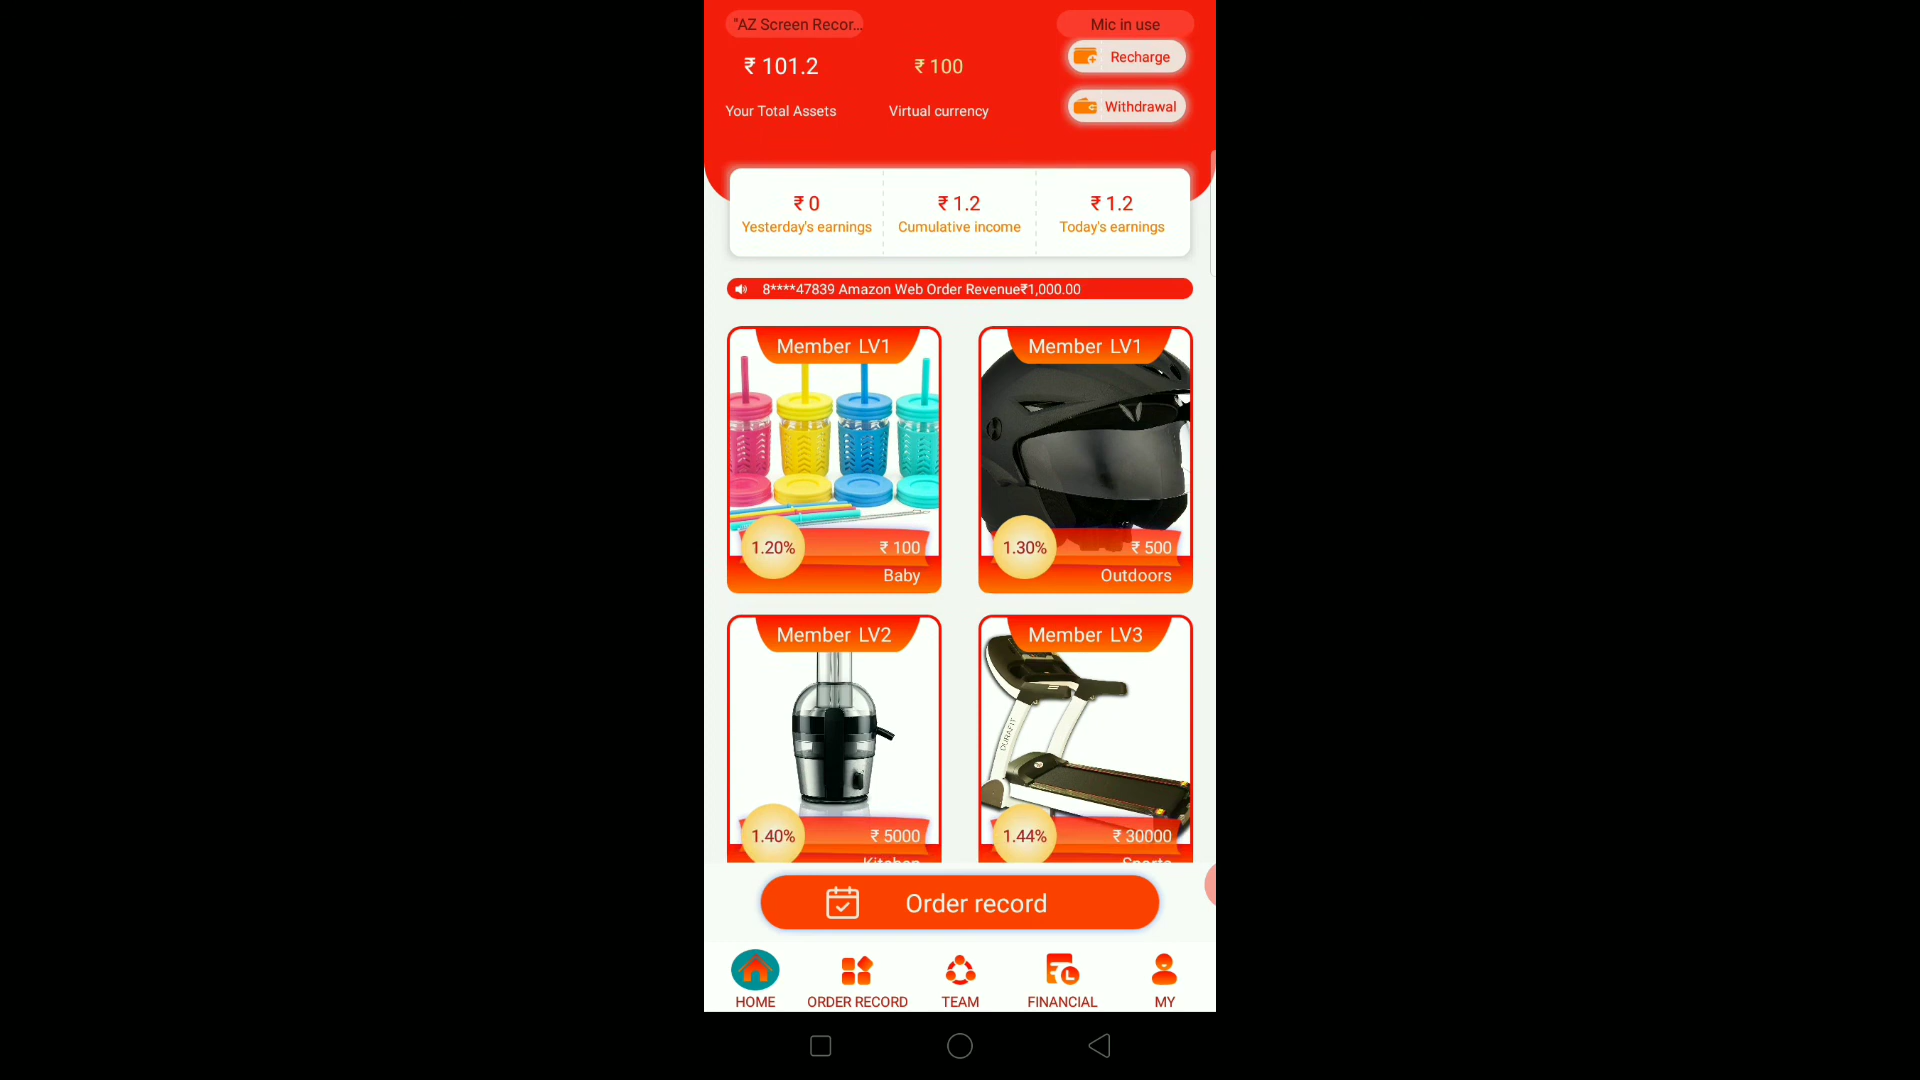 "AZ Screen Recor...
Mic in use
₹ 101.2
₹ 100
Recharge
Your Total Assets
Virtual currency
Withdrawal
₹ 0
₹ 1.2
₹ 1.2
Yesterday's earnings
Cumulative income
Today's earnings
8****47839 Amazon Web Order Revenue₹1,000.00
Member LV1
Member LV1
1.20%
₹ 100
Baby
1.30%
₹ 500
Outdoors
Member LV2
Member LV3
DURAFIT
1.40%
₹ 5000
Kitchen
1.44%
₹ 30000
Sports
Order record
HOME
ORDER RECORD
TEAM
FINANCIAL
MY